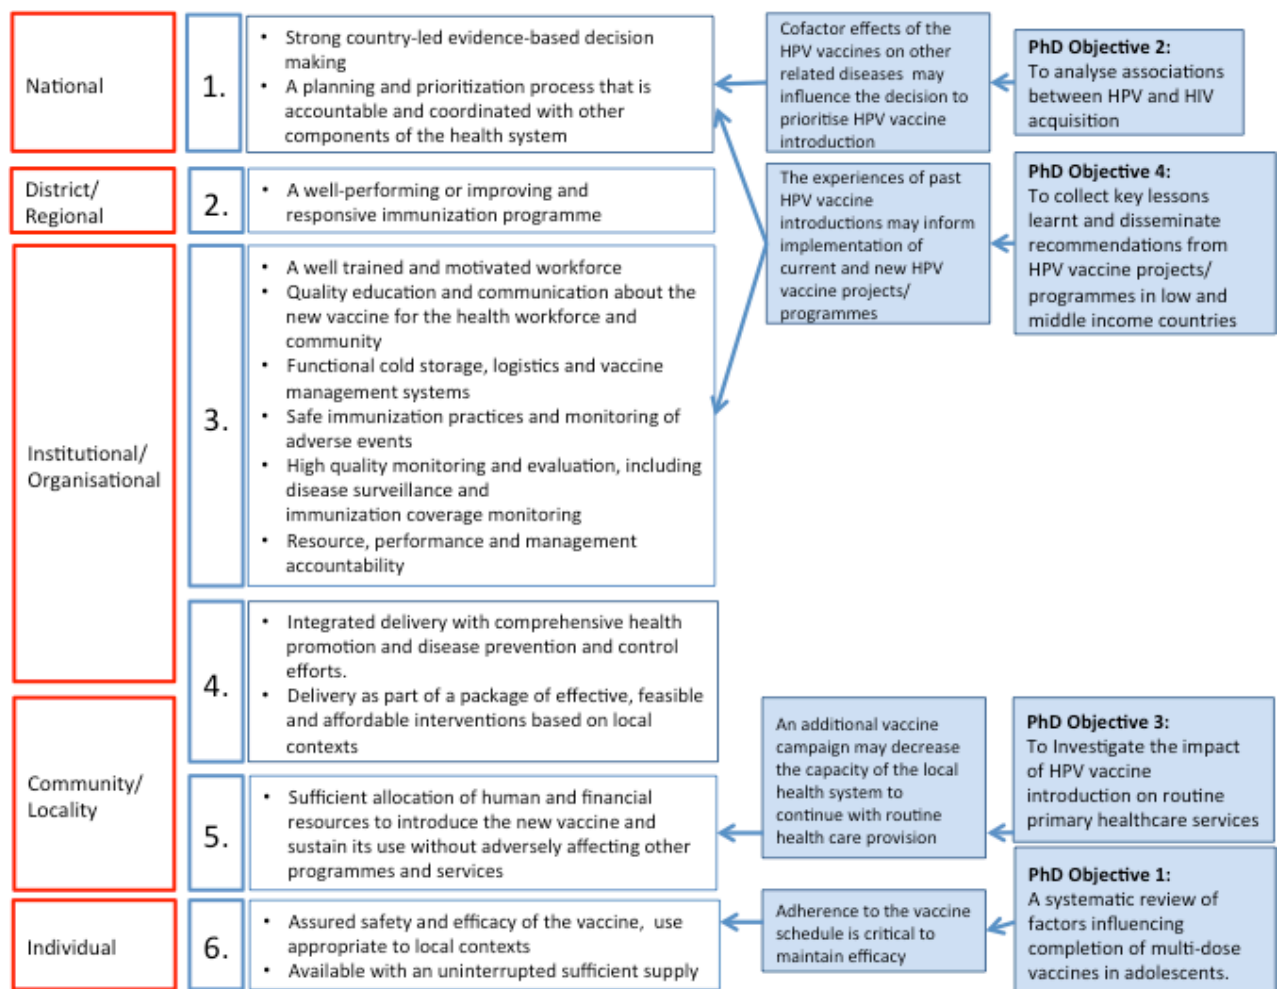 National
1.
• Strong country-led evidence-based decision
making
• A planning and prioritization process that is
accountable and coordinated with other
components of the health system
Cofactor effects of the
HPV vaccines on other
related diseases may
influence the decision to
prioritise HPV vaccine
introduction
PhD Objective 2:
To analyse associations
between HPV and HIV
acquisition
District/
Regional
2.
• A well-performing or improving and
responsive immunization programme
The experiences of past
HPV vaccine
introductions may inform
implementation of
current and new HPV
vaccine projects/
programmes
PhD Objective 4:
To collect key lessons
learnt and disseminate
recommendations from
HPV vaccine projects/
programmes in low and
middle income countries
Institutional/
Organisational
3.
• A well trained and motivated workforce
• Quality education and communication about the
new vaccine for the health workforce and
community
• Functional cold storage, logistics and vaccine
management systems
• Safe immunization practices and monitoring of
adverse events
• High quality monitoring and evaluation, including
disease surveillance and
immunization coverage monitoring
• Resource, performance and management
accountability
4.
• Integrated delivery with comprehensive health
promotion and disease prevention and control
efforts.
• Delivery as part of a package of effective, feasible
and affordable interventions based on local
contexts
Community/
Locality
5.
• Sufficient allocation of human and financial
resources to introduce the new vaccine and
sustain its use without adversely affecting other
programmes and services
An additional vaccine
campaign may decrease
the capacity of the local
health system to
continue with routine
health care provision
PhD Objective 3:
To Investigate the impact
of HPV vaccine
introduction on routine
primary healthcare services
Individual
6.
• Assured safety and efficacy of the vaccine, use
appropriate to local contexts
• Available with an uninterrupted sufficient supply
Adherence to the vaccine
schedule is critical to
maintain efficacy
PhD Objective 1:
A systematic review of
factors influencing
completion of multi-dose
vaccines in adolescents.